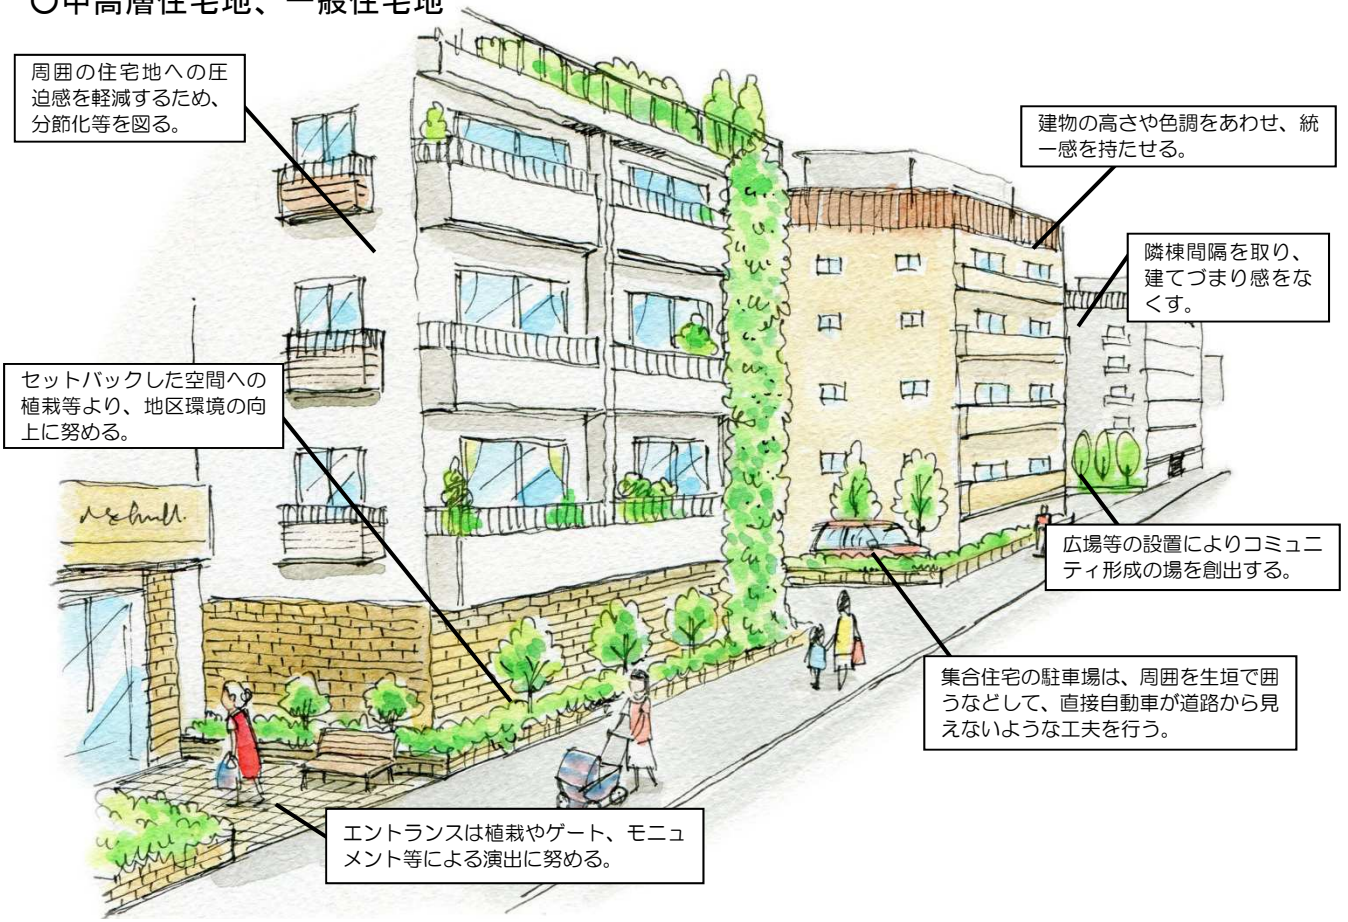 〇中高層住宅地、一般住宅地
周囲の住宅地への圧
迫感を軽減するため、
分節化等を図る。
建物の高さや色調をあわせ、統
一感を持たせる。
隣棟間隔を取り、
建てづまり感をな
くす。
セットバックした空間への
植栽等より、地区環境の向
上に努める。
広場等の設置によりコミュニ
ティ形成の場を創出する。
集合住宅の駐車場は、周囲を生垣で囲
うなどして、直接自動車が道路から見
えないような工夫を行う。
エントランスは植栽やゲート、モニュ
メント等による演出に努める。